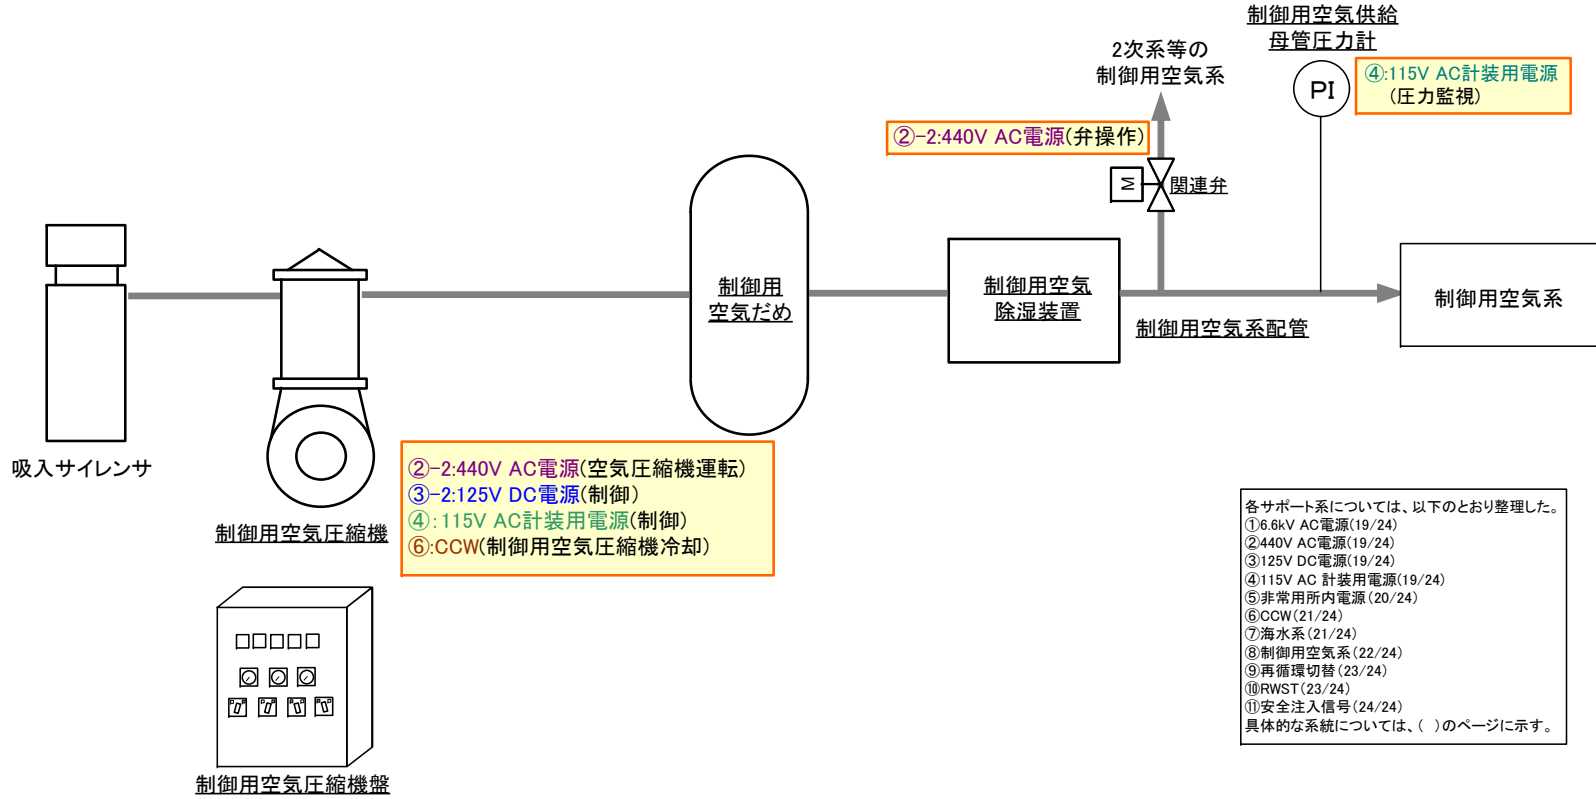 制御用空気供給
母管圧力計
2次系等の
制御用空気系
④:115V AC計装用電源
(圧力監視)
PI
②-2:440V AC電源(弁操作)
M
関連弁
制御用
空気だめ
制御用空気
除湿装置
制御用空気系配管
制御用空気系
吸入サイレンサ
②-2:440V AC電源(空気圧縮機運転)
③-2:125V DC電源(制御)
④:115V AC計装用電源(制御)
⑥:CCW(制御用空気圧縮機冷却)
制御用空気圧縮機
制御用空気圧縮機盤
各サポート系については、以下のとおり整理した。
①6.6kV AC電源(19/24)
②440V AC電源(19/24)
③125V DC電源(19/24)
④115V AC 計装用電源(19/24)
⑤非常用所内電源(20/24)
⑥CCW(21/24)
⑦海水系(21/24)
⑧制御用空気系(22/24)
⑨再循環切替(23/24)
⑩RWST(23/24)
⑪安全注入信号(24/24)
具体的な系統については、( )のページに示す。